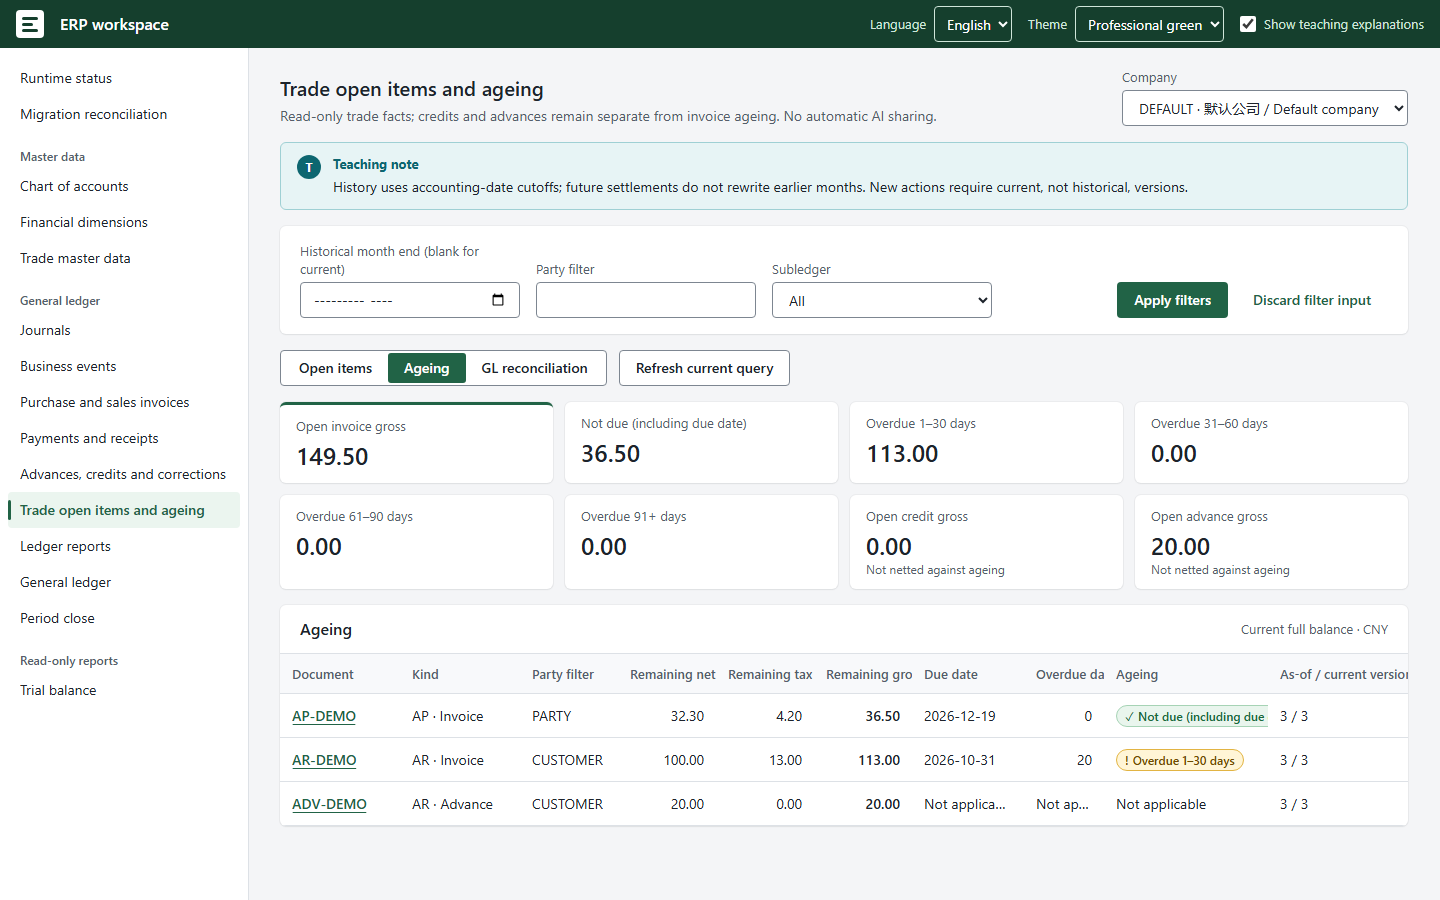 ERP workspace
Language
English
Theme
Professional green
Show teaching explanations
Runtime status
Migration reconciliation
Master data
Chart of accounts
Financial dimensions
Trade master data
General ledger
Journals
Business events
Purchase and sales invoices
Payments and receipts
Advances, credits and corrections
Trade open items and ageing
Ledger reports
General ledger
Period close
Read-only reports
Trial balance
Trade open items and ageing
Read-only trade facts; credits and advances remain separate from invoice ageing. No automatic AI sharing.
Company
DEFAULT · 默认公司 / Default company
T
Teaching note
History uses accounting-date cutoffs; future settlements do not rewrite earlier months. New actions require current, not historical, versions.
Historical month end (blank for
current)
--------- ----
Party filter
Subledger
All
Apply filters
Discard filter input
Open items
Ageing
GL reconciliation
Refresh current query
Open invoice gross
149.50
Not due (including due date)
36.50
Overdue 1–30 days
113.00
Overdue 31–60 days
0.00
Overdue 61–90 days
0.00
Overdue 91+ days
0.00
Open credit gross
0.00
Not netted against ageing
Open advance gross
20.00
Not netted against ageing
Ageing
Current full balance · CNY
Document Kind Party filter Remaining net Remaining tax Remaining gro Due date Overdue da Ageing As-of / current version
AP-DEMO AP · Invoice PARTY 32.30 4.20 36.50 2026-12-19 0 ✓ Not due (including due 3 / 3
AR-DEMO AR · Invoice CUSTOMER 100.00 13.00 113.00 2026-10-31 20 ! Overdue 1–30 days 3 / 3
ADV-DEMO AR · Advance CUSTOMER 20.00 0.00 20.00 Not applica... Not ap... Not applicable 3 / 3